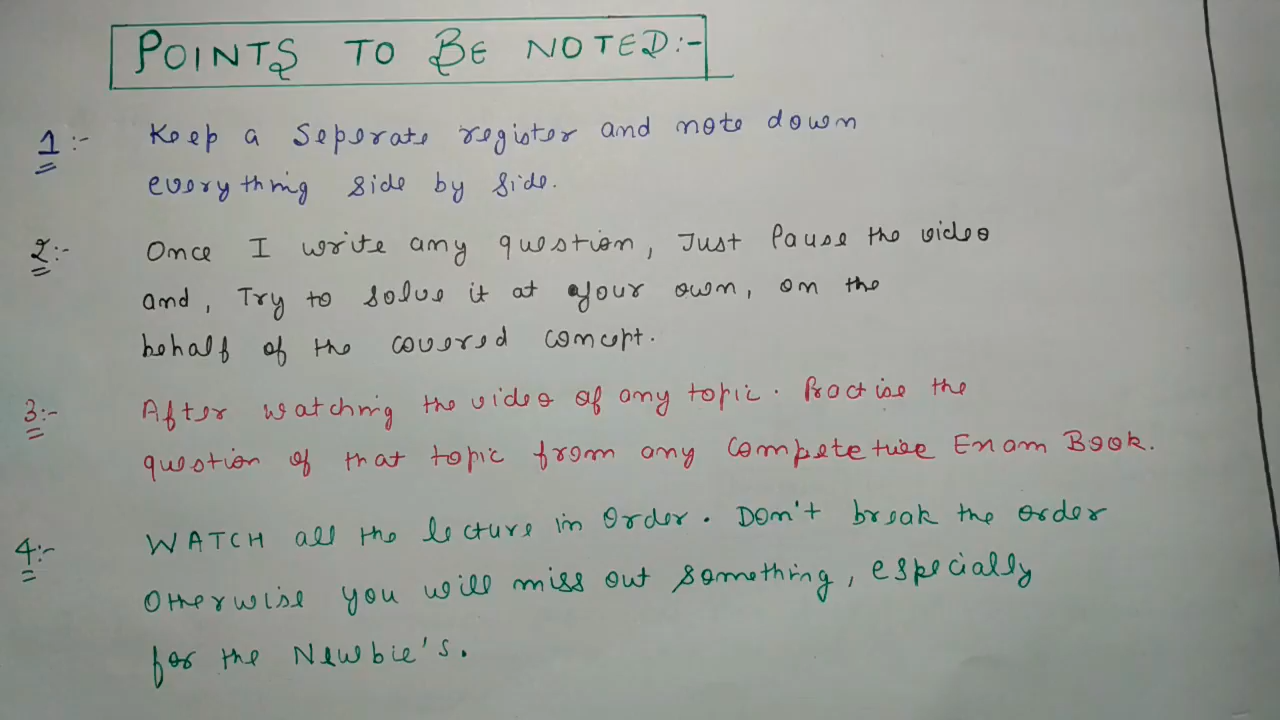 POINTS TO BE NOTED:-
1:- Keep a Seperate register and note down
everything side by side.
2:- Once I write any question, Just Pause the video
and, Try to solve it at your own, on the
behalf of the covered concept.
3:- After watching the video of any topic. Practise the
question of that topic from any Competetive Exam Book.
4:- WATCH all the lecture in Order. Don't break the order
Otherwise you will miss out something, especially
for the Newbie's.